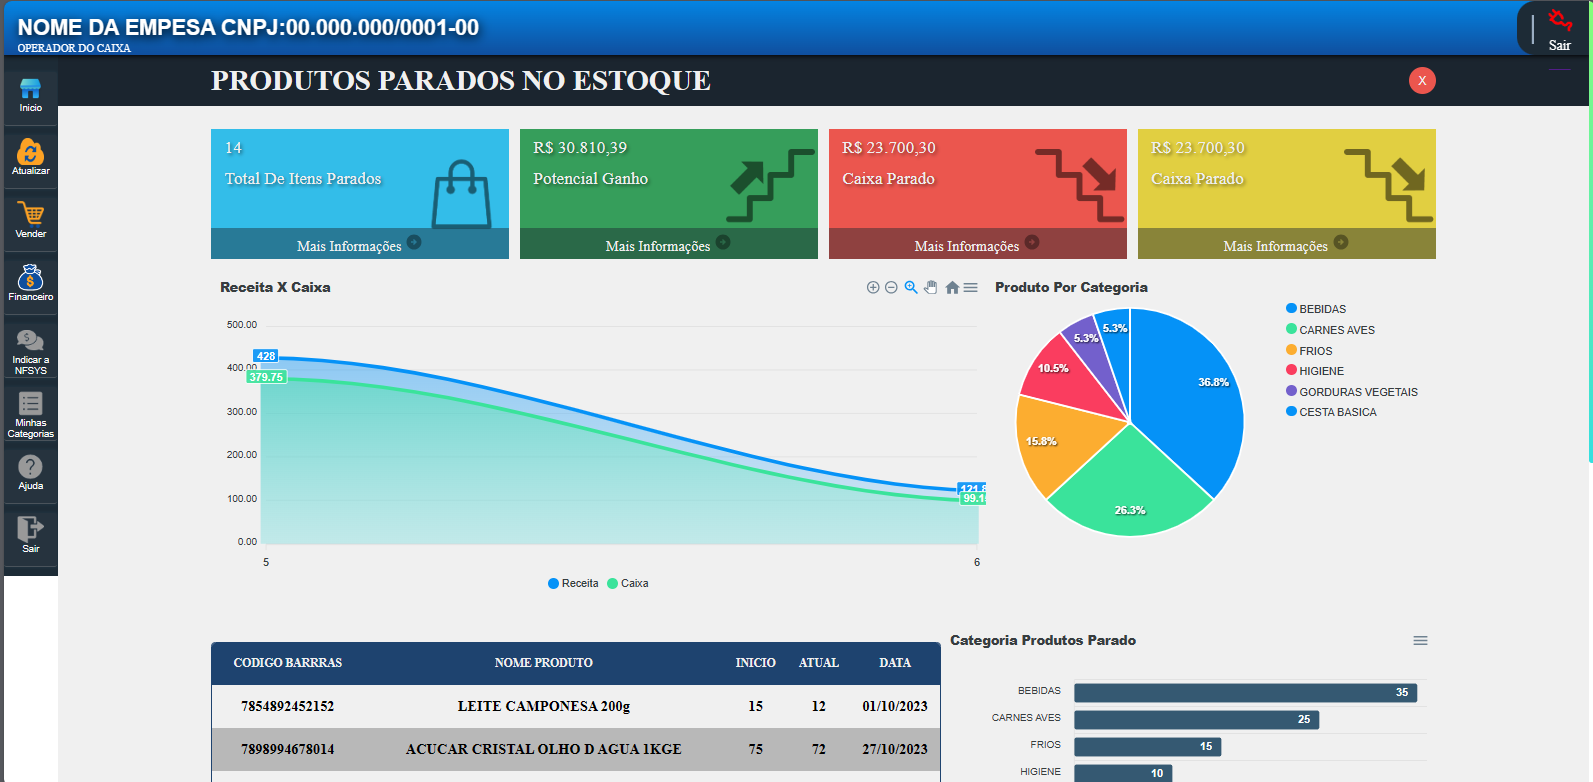 NOME DA EMPESA CNPJ:00.000.000/0001-00
OPERADOR DO CAIXA
Sair
PRODUTOS PARADOS NO ESTOQUE
X
Inicio
Atualizar
Vender
Financeiro
Indicar a
NFSYS
Minhas
Categorias
Ajuda
Sair
14
Total De Itens Parados
Mais Informações
R$ 30.810,39
Potencial Ganho
Mais Informações
R$ 23.700,30
Caixa Parado
Mais Informações
R$ 23.700,30
Caixa Parado
Mais Informações
Receita X Caixa
500.00
400.00
300.00
200.00
100.00
0.00
428
379.75
121.8
99.1
5
6
Receita
Caixa
Produto Por Categoria
36.8%
26.3%
15.8%
10.5%
5.3%
5.3%
BEBIDAS
CARNES AVES
FRIOS
HIGIENE
GORDURAS VEGETAIS
CESTA BASICA
CODIGO BARRRAS NOME PRODUTO INICIO ATUAL DATA
7854892452152 LEITE CAMPONESA 200g 15 12 01/10/2023
7898994678014 ACUCAR CRISTAL OLHO D AGUA 1KGE 75 72 27/10/2023
Categoria Produtos Parado
BEBIDAS 35
CARNES AVES 25
FRIOS 15
HIGIENE 10